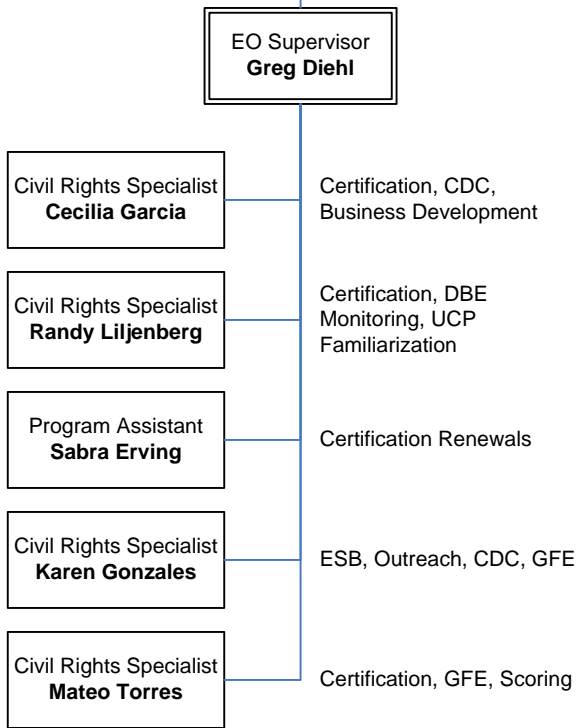 EO Supervisor
Greg Diehl
Civil Rights Specialist
Cecilia Garcia
Certification, CDC,
Business Development
Civil Rights Specialist
Randy Liljenberg
Certification, DBE
Monitoring, UCP
Familiarization
Program Assistant
Sabra Erving
Certification Renewals
Civil Rights Specialist
Karen Gonzales
ESB, Outreach, CDC, GFE
Civil Rights Specialist
Mateo Torres
Certification, GFE, Scoring